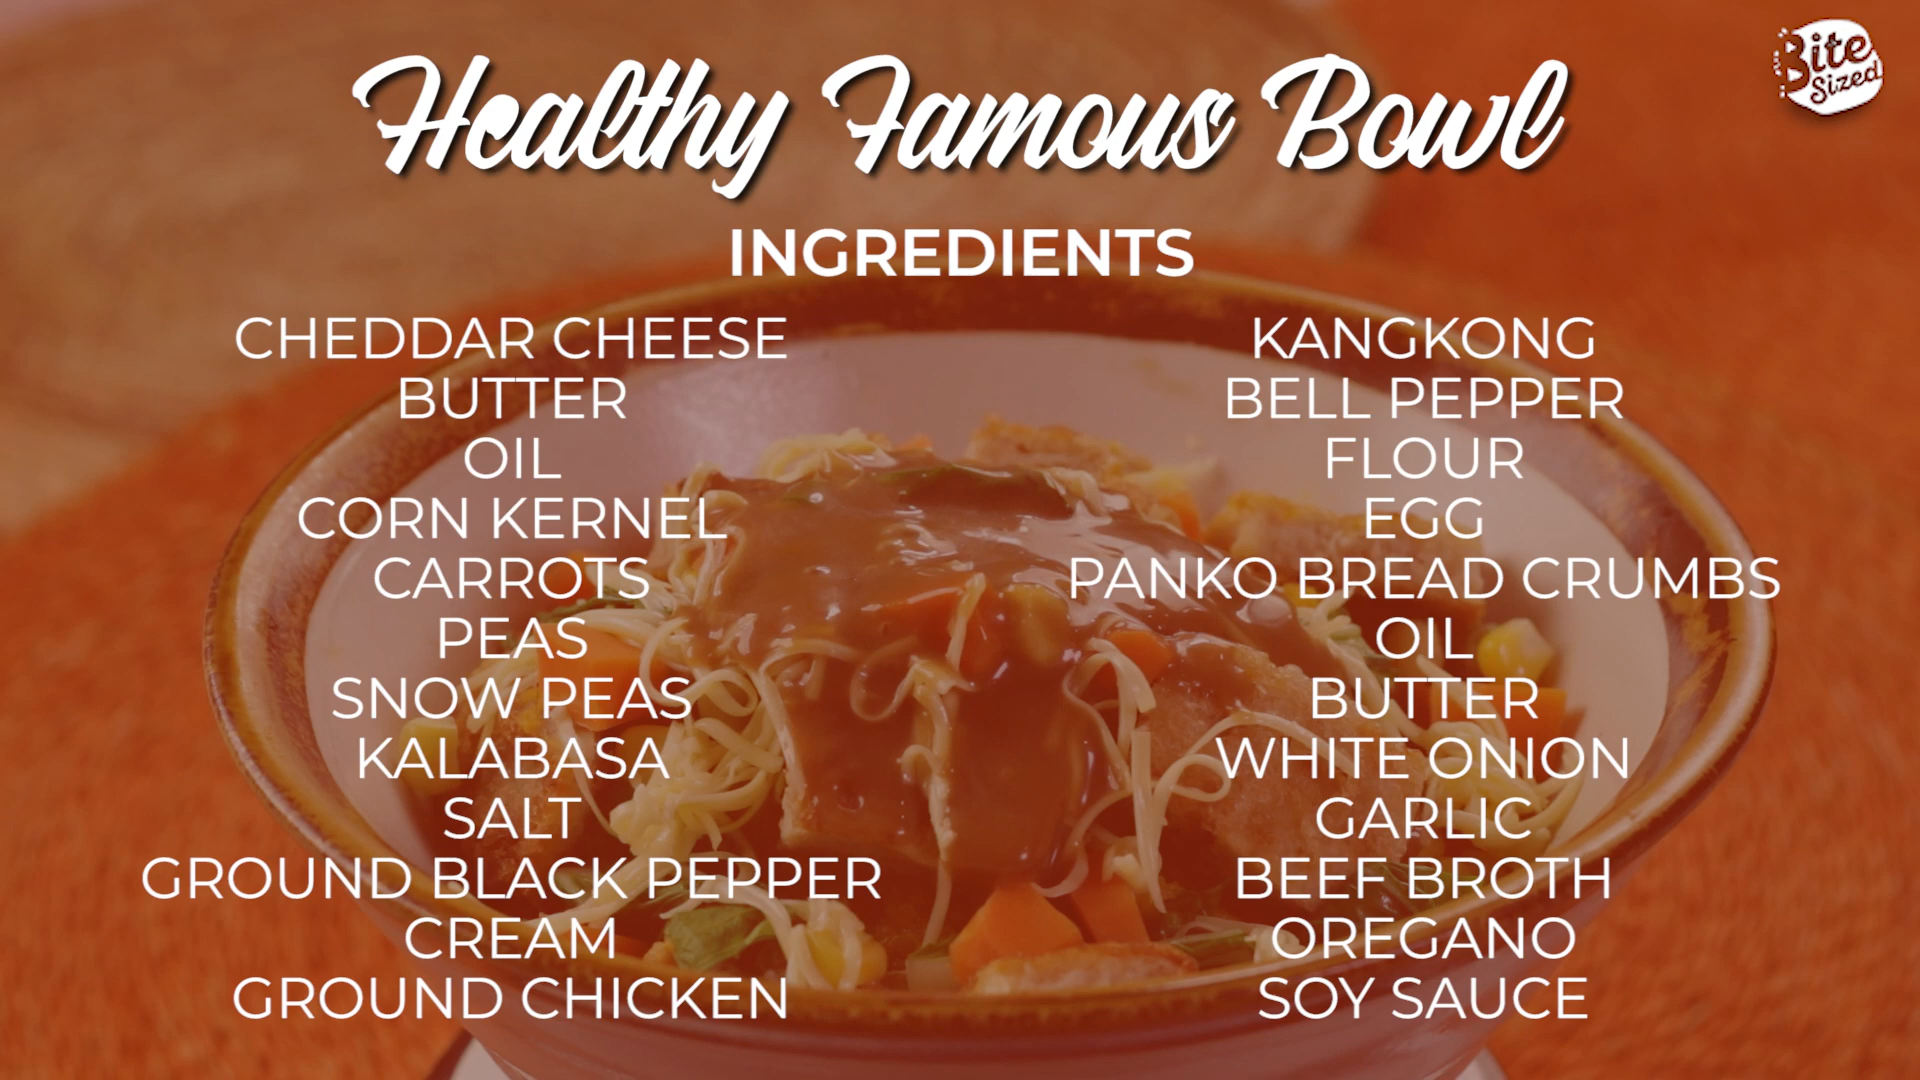 Healthy Famous Bowl
Bite
Sized
INGREDIENTS
CHEDDAR CHEESE
BUTTER
OIL
CORN KERNEL
CARROTS
PEAS
SNOW PEAS
KALABASA
SALT
GROUND BLACK PEPPER
CREAM
GROUND CHICKEN
KANGKONG
BELL PEPPER
FLOUR
EGG
PANKO BREAD CRUMBS
OIL
BUTTER
WHITE ONION
GARLIC
BEEF BROTH
OREGANO
SOY SAUCE